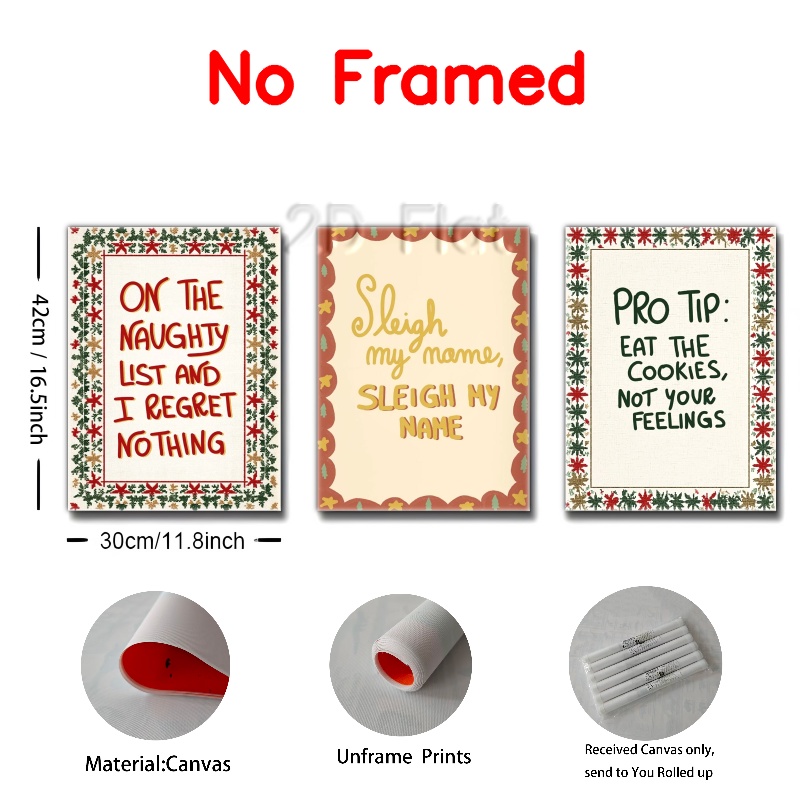 No Framed
2D Flat
42cm / 16.5inch
ON THE
NAUGHTY
LIST AND
I REGRET
NOTHING
Sleigh
my name,
SLEIGH MY
NAME
PRO TIP:
EAT THE
COOKIES,
NOT YOUR
FEELINGS
30cm/11.8inch
Material:Canvas
Unframe Prints
Received Canvas only,
send to You Rolled up